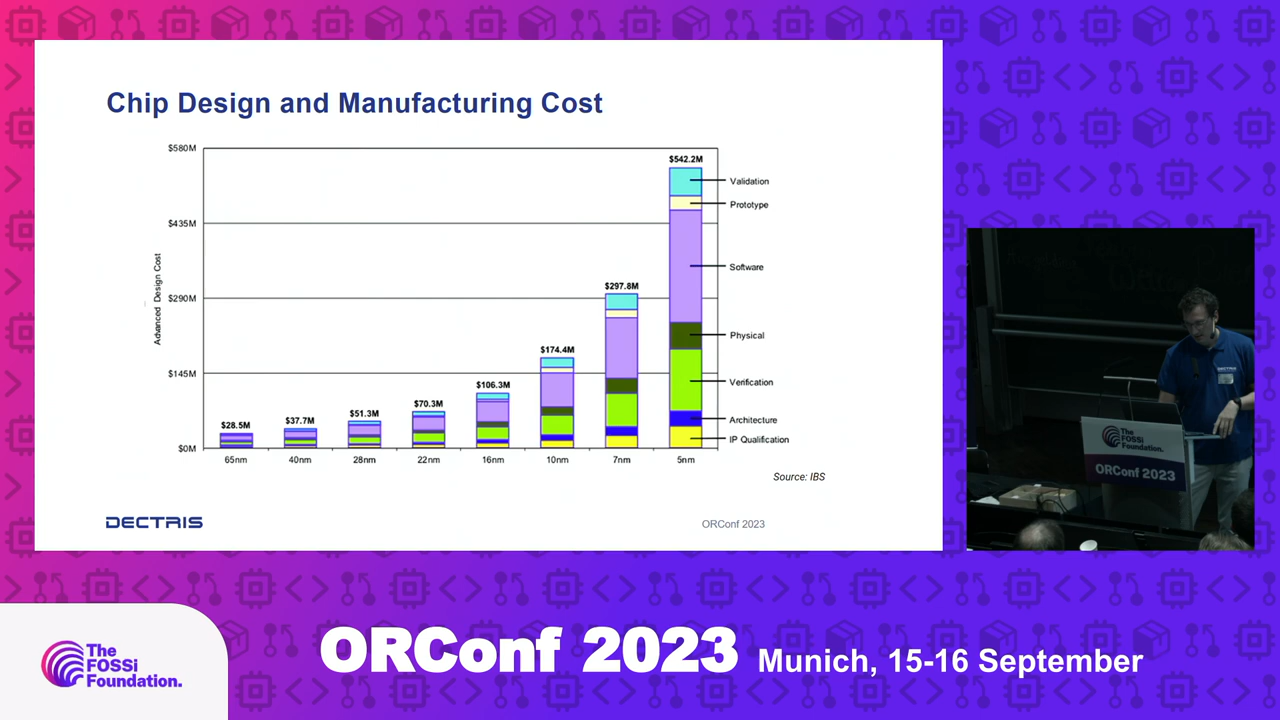 Chip Design and Manufacturing Cost
Advanced Design Cost
$580M
$435M
$290M
$145M
$0M
$28.5M
$37.7M
$51.3M
$70.3M
$106.3M
$174.4M
$297.8M
$542.2M
Validation
Prototype
Software
Physical
Verification
Architecture
IP Qualification
65nm 40nm 28nm 22nm 16nm 10nm 7nm 5nm
Source: IBS
DECTRIS
ORConf 2023
DECTRIS
The
FOSSi
Foundation.
ORConf 2023
The
FOSSi
Foundation.
ORConf 2023 Munich, 15-16 September